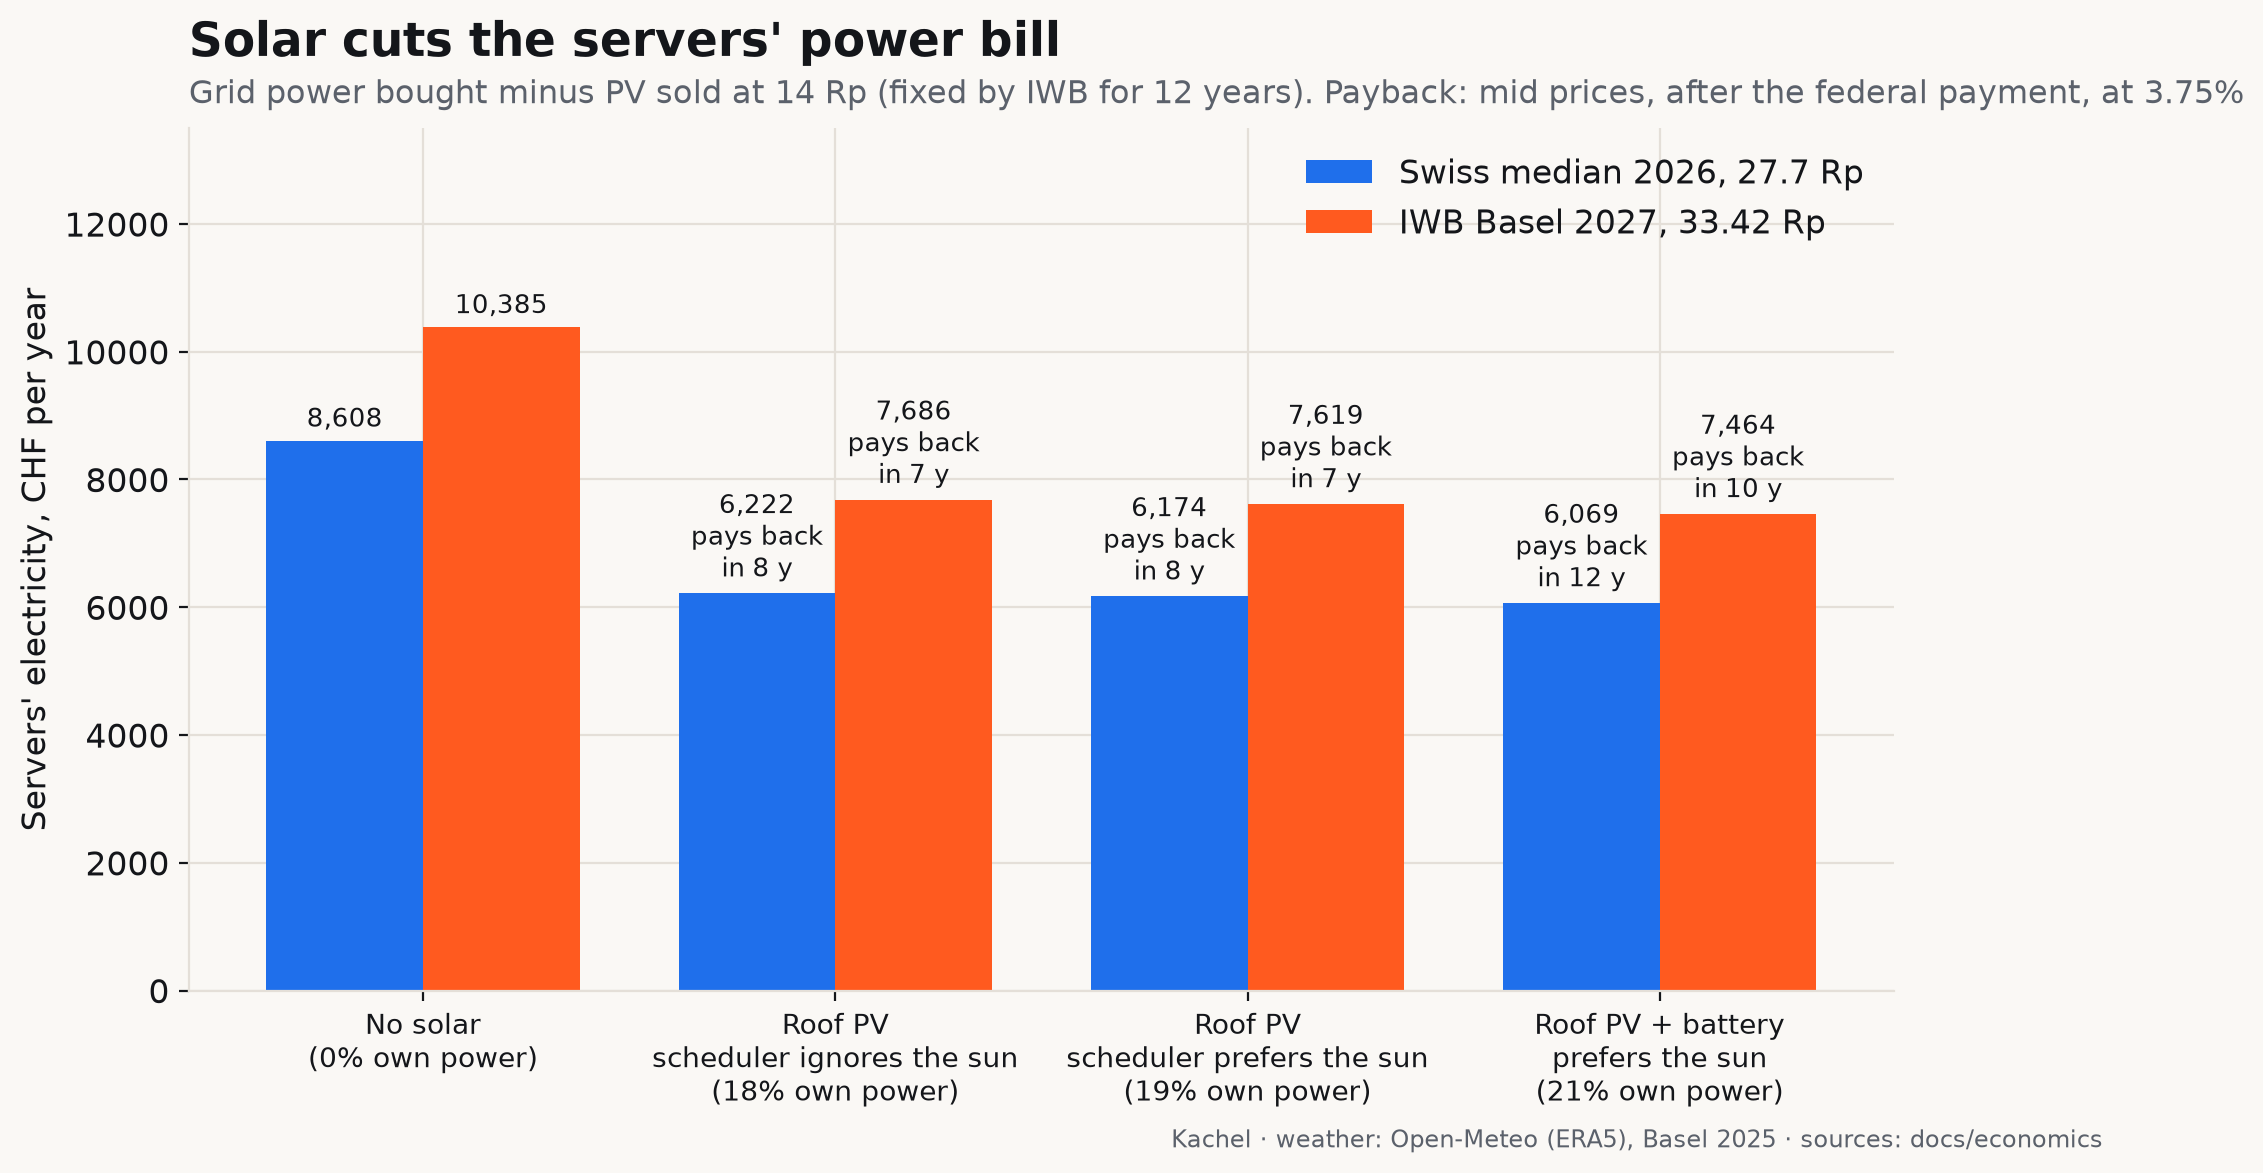 Solar cuts the servers' power bill
Grid power bought minus PV sold at 14 Rp (fixed by IWB for 12 years). Payback: mid prices, after the federal payment, at 3.75%
Swiss median 2026, 27.7 Rp
IWB Basel 2027, 33.42 Rp
Servers' electricity, CHF per year
12000
10000
8000
6000
4000
2000
0
8,608
10,385
6,222
pays back
in 8 y
7,686
pays back
in 7 y
6,174
pays back
in 8 y
7,619
pays back
in 7 y
6,069
pays back
in 12 y
7,464
pays back
in 10 y
No solar
(0% own power)
Roof PV
scheduler ignores the sun
(18% own power)
Roof PV
scheduler prefers the sun
(19% own power)
Roof PV + battery
prefers the sun
(21% own power)
Kachel · weather: Open-Meteo (ERA5), Basel 2025 · sources: docs/economics